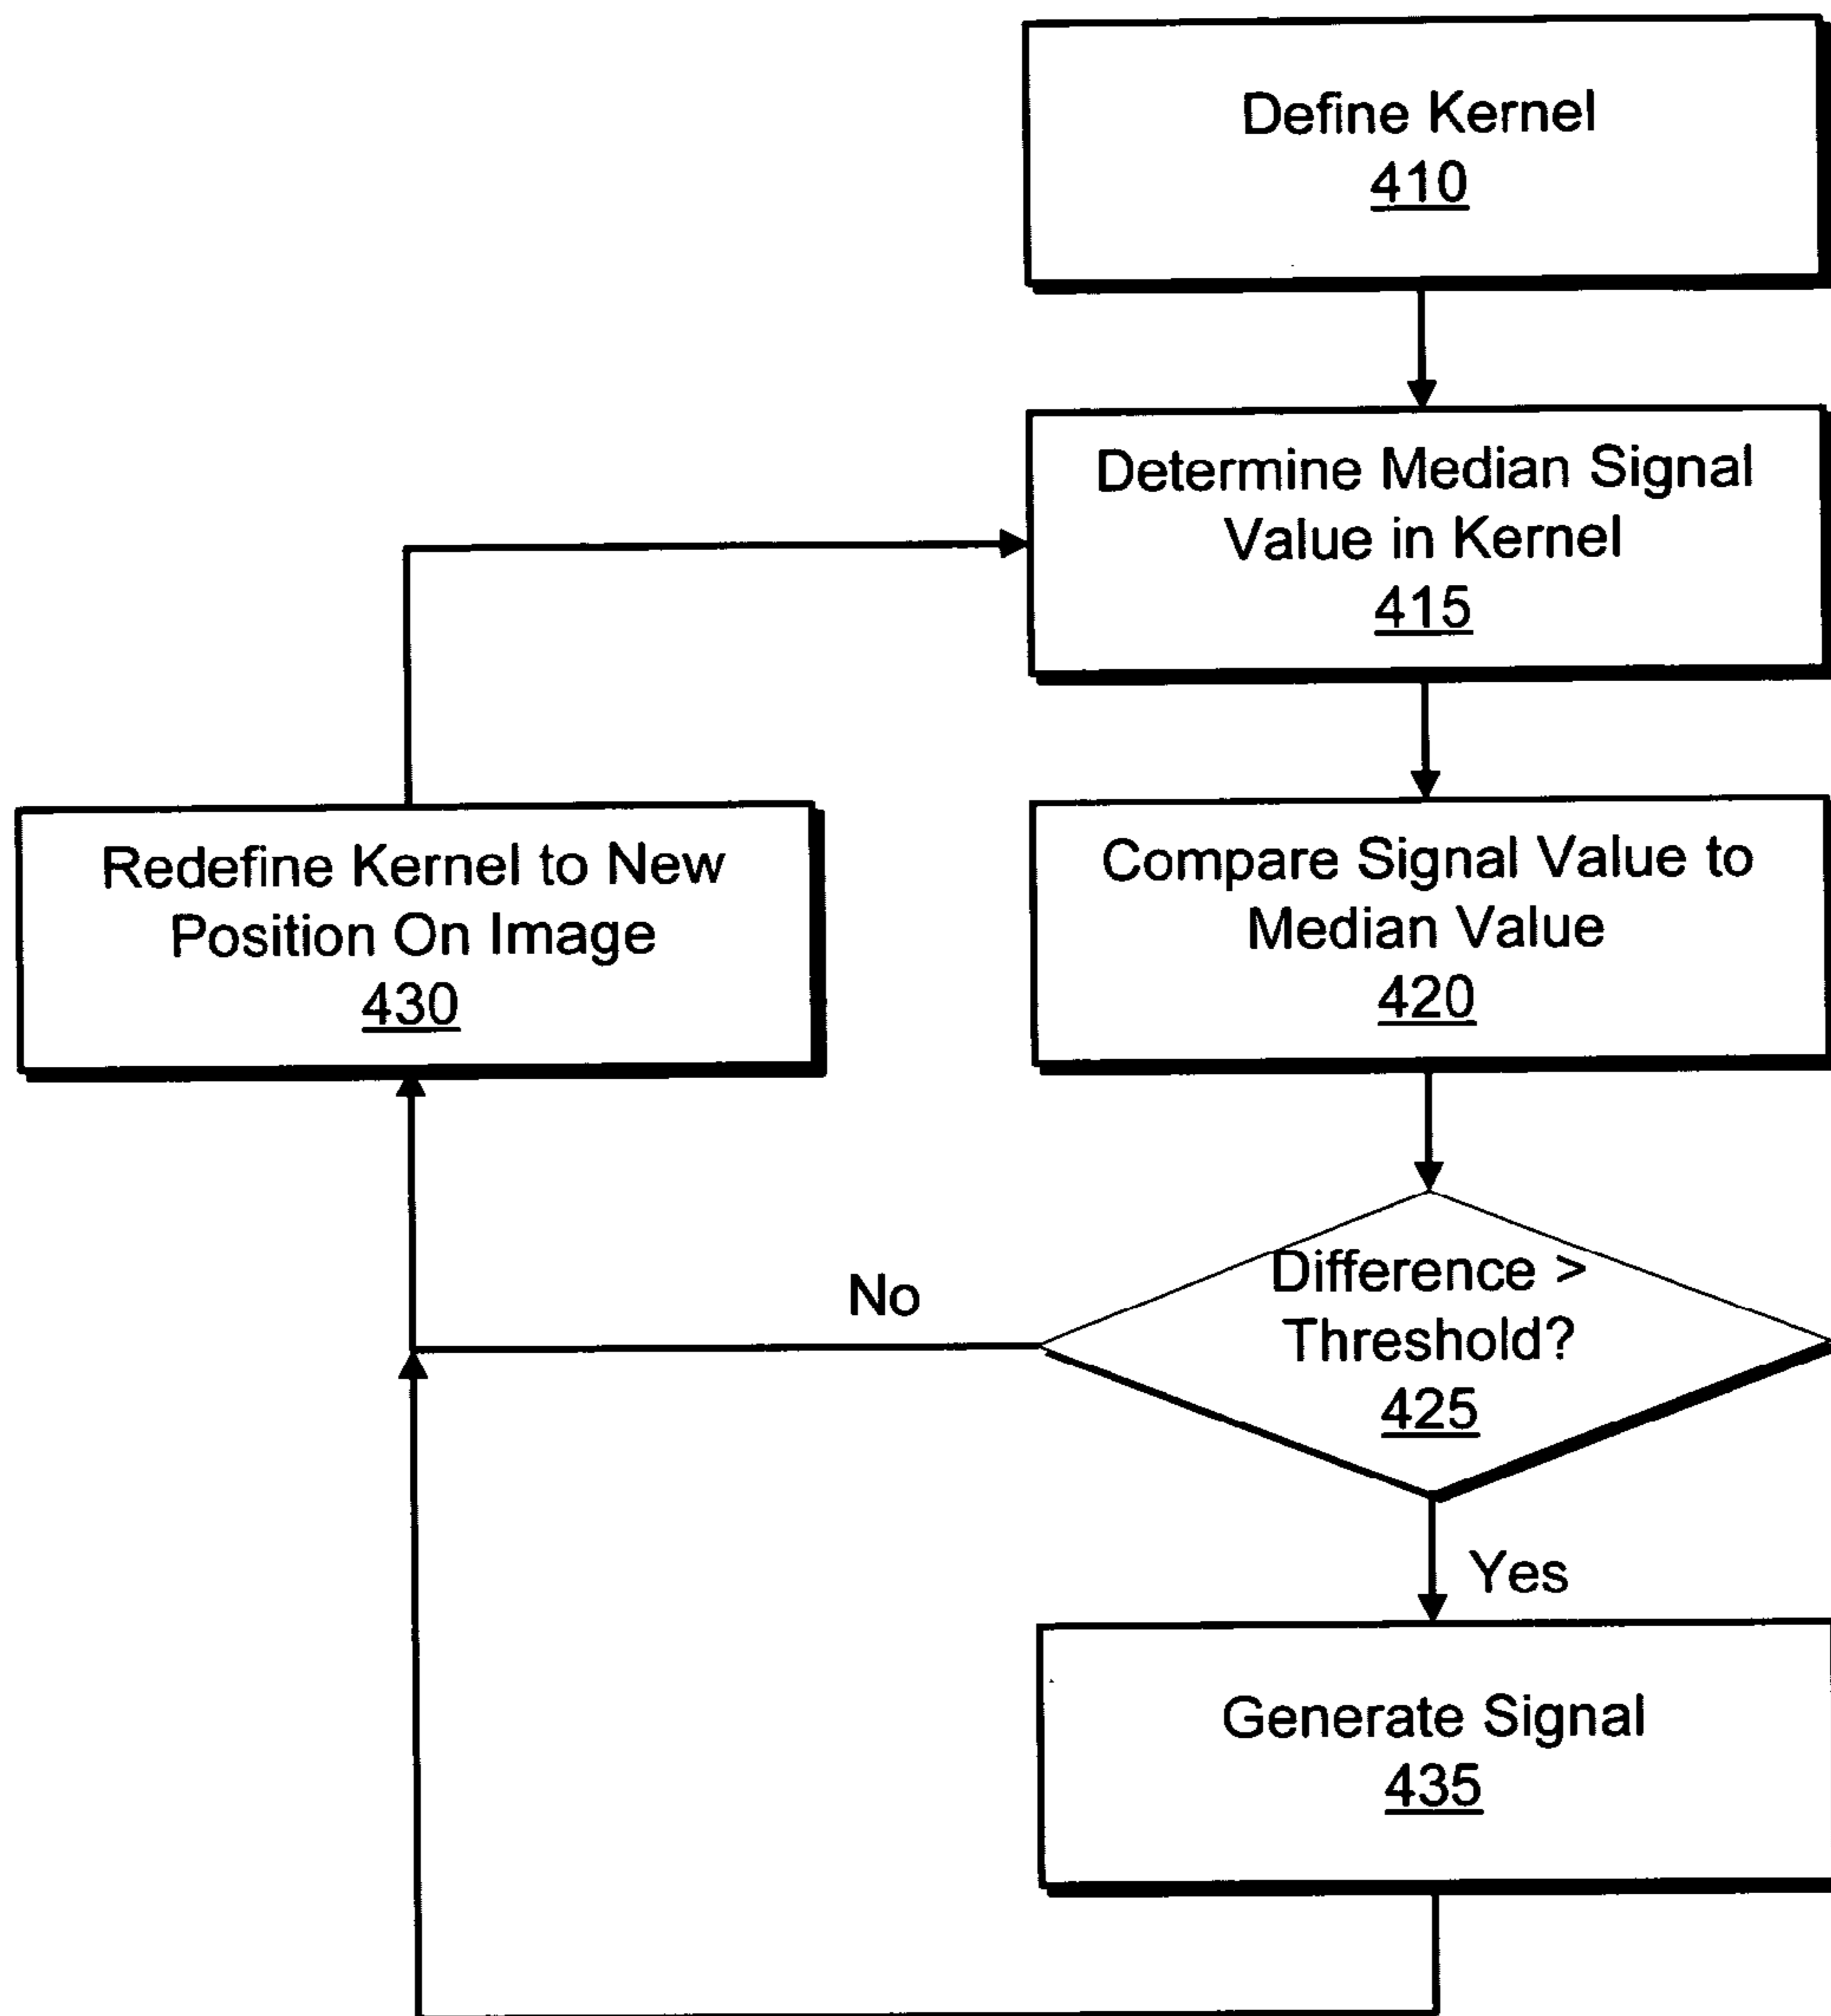 Define Kernel
410
Determine Median Signal
Value in Kernel
415
Redefine Kernel to New
Position On Image
430
Compare Signal Value to
Median Value
420
No
Difference >
Threshold?
425
Yes
Generate Signal
435